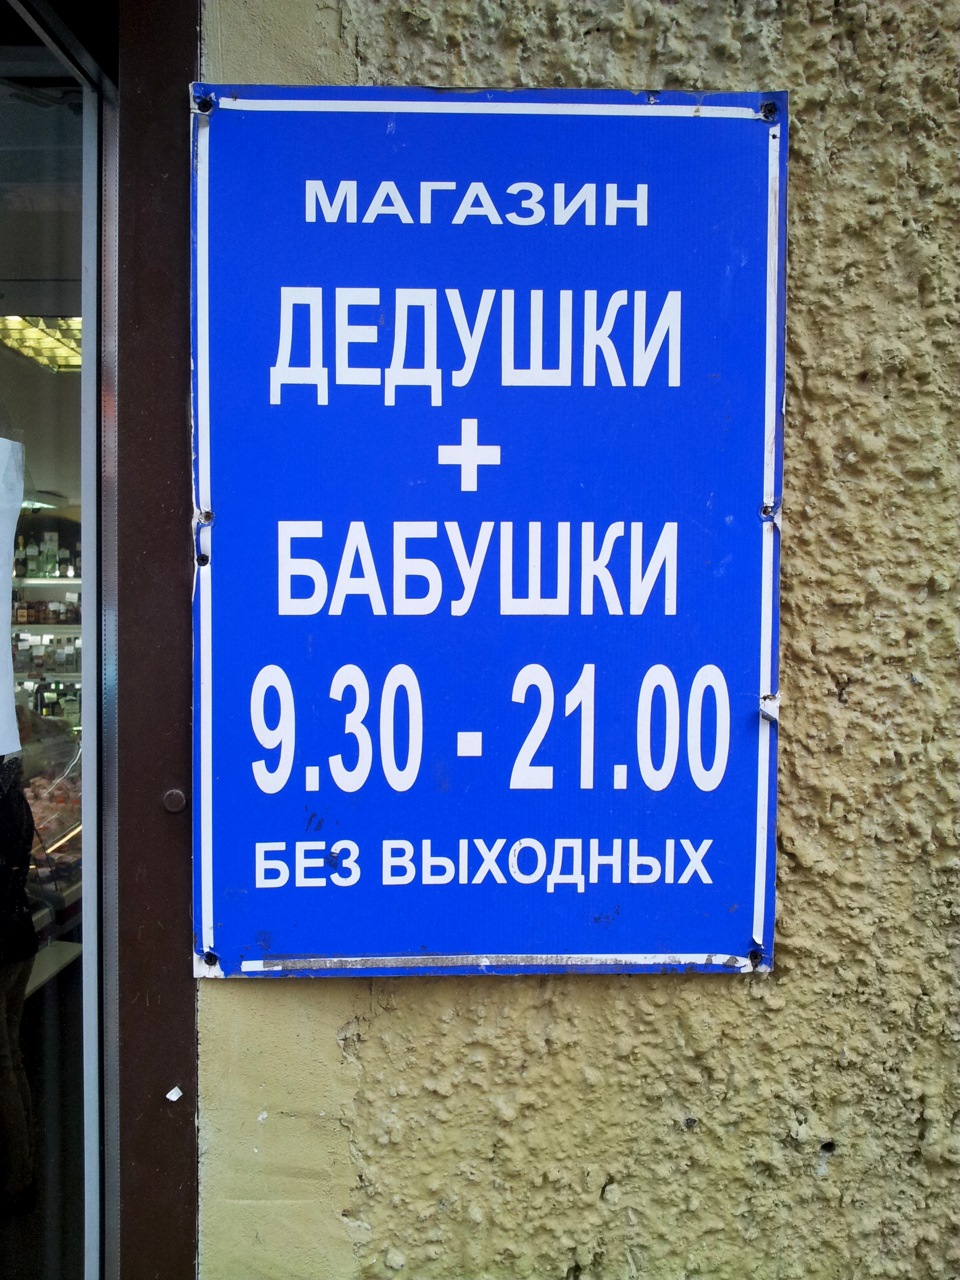 МАГАЗИН
ДЕДУШКИ
+
БАБУШКИ
9.30 - 21.00
БЕЗ ВЫХОДНЫХ